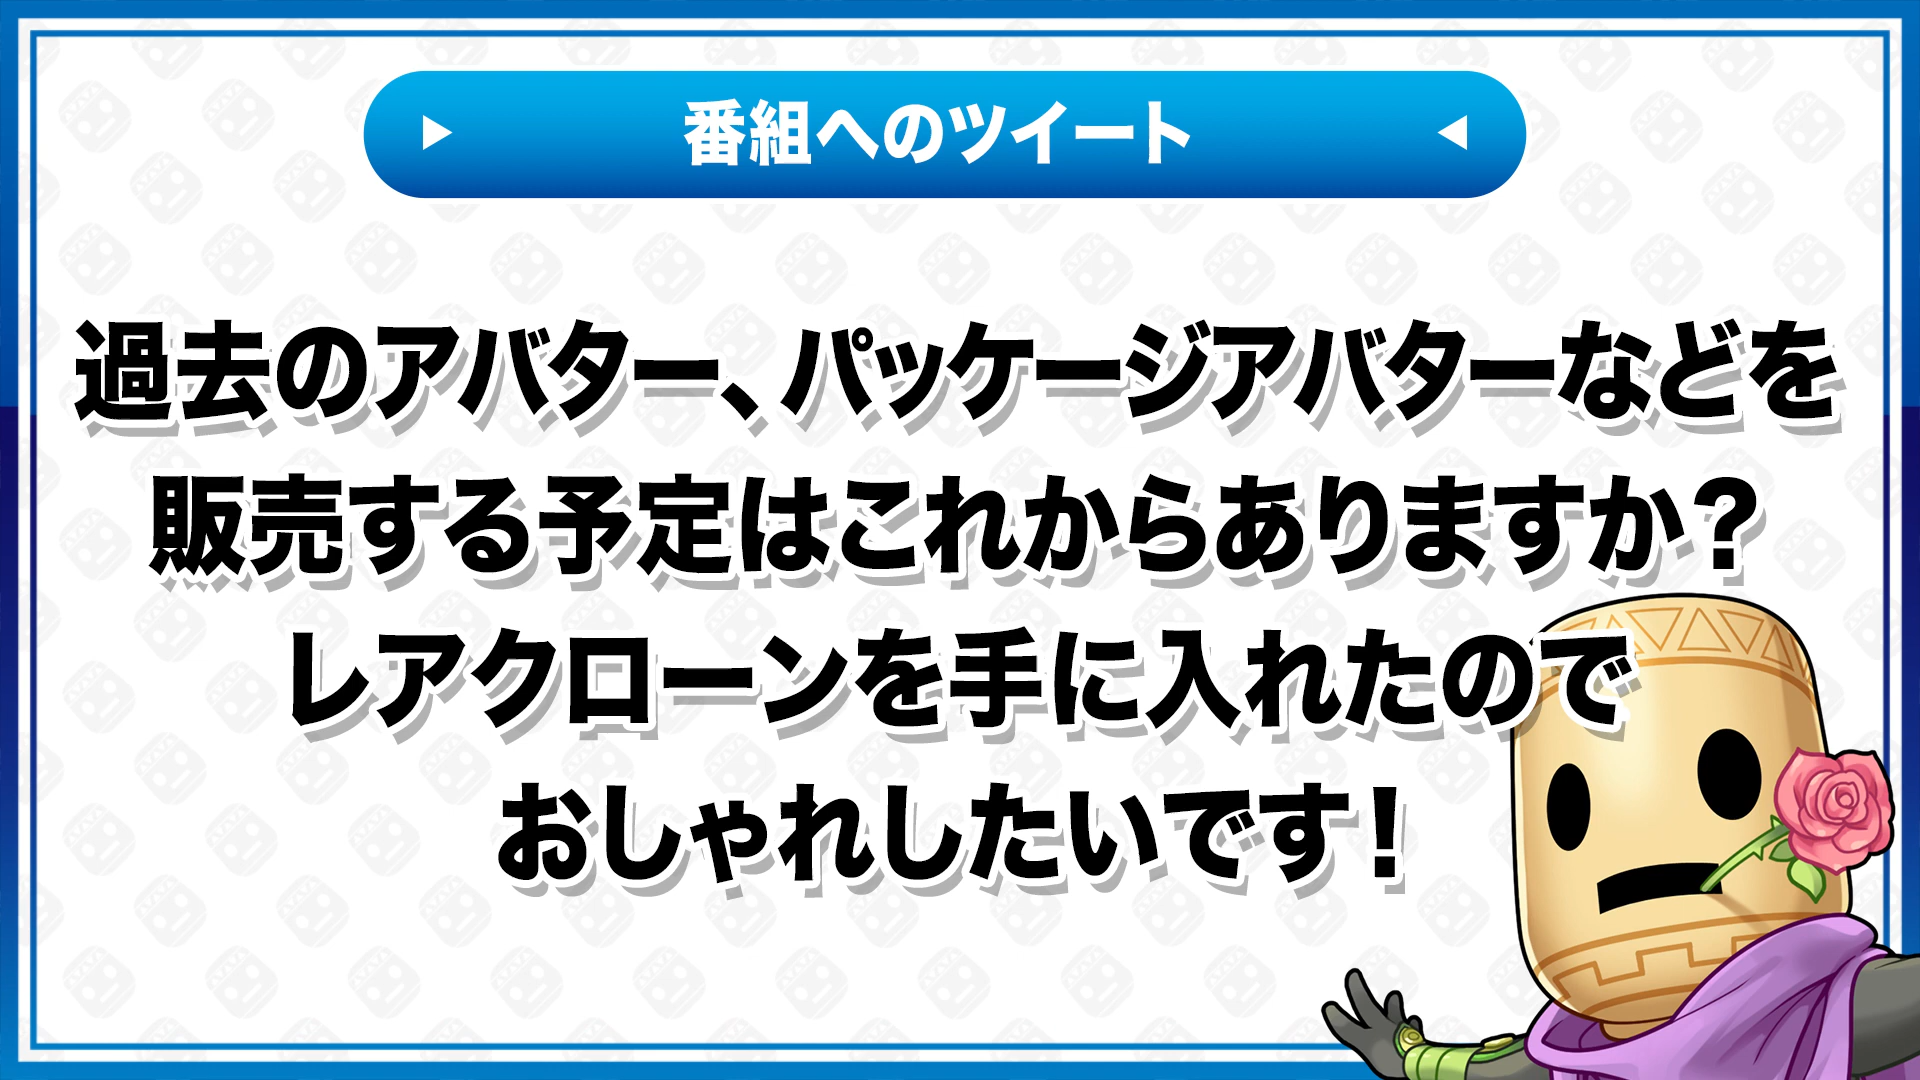 番組へのツイート
過去のアバター、パッケージアバターなどを
販売する予定はこれからありますか？
レアクローンを手に入れたので
おしゃれしたいです！